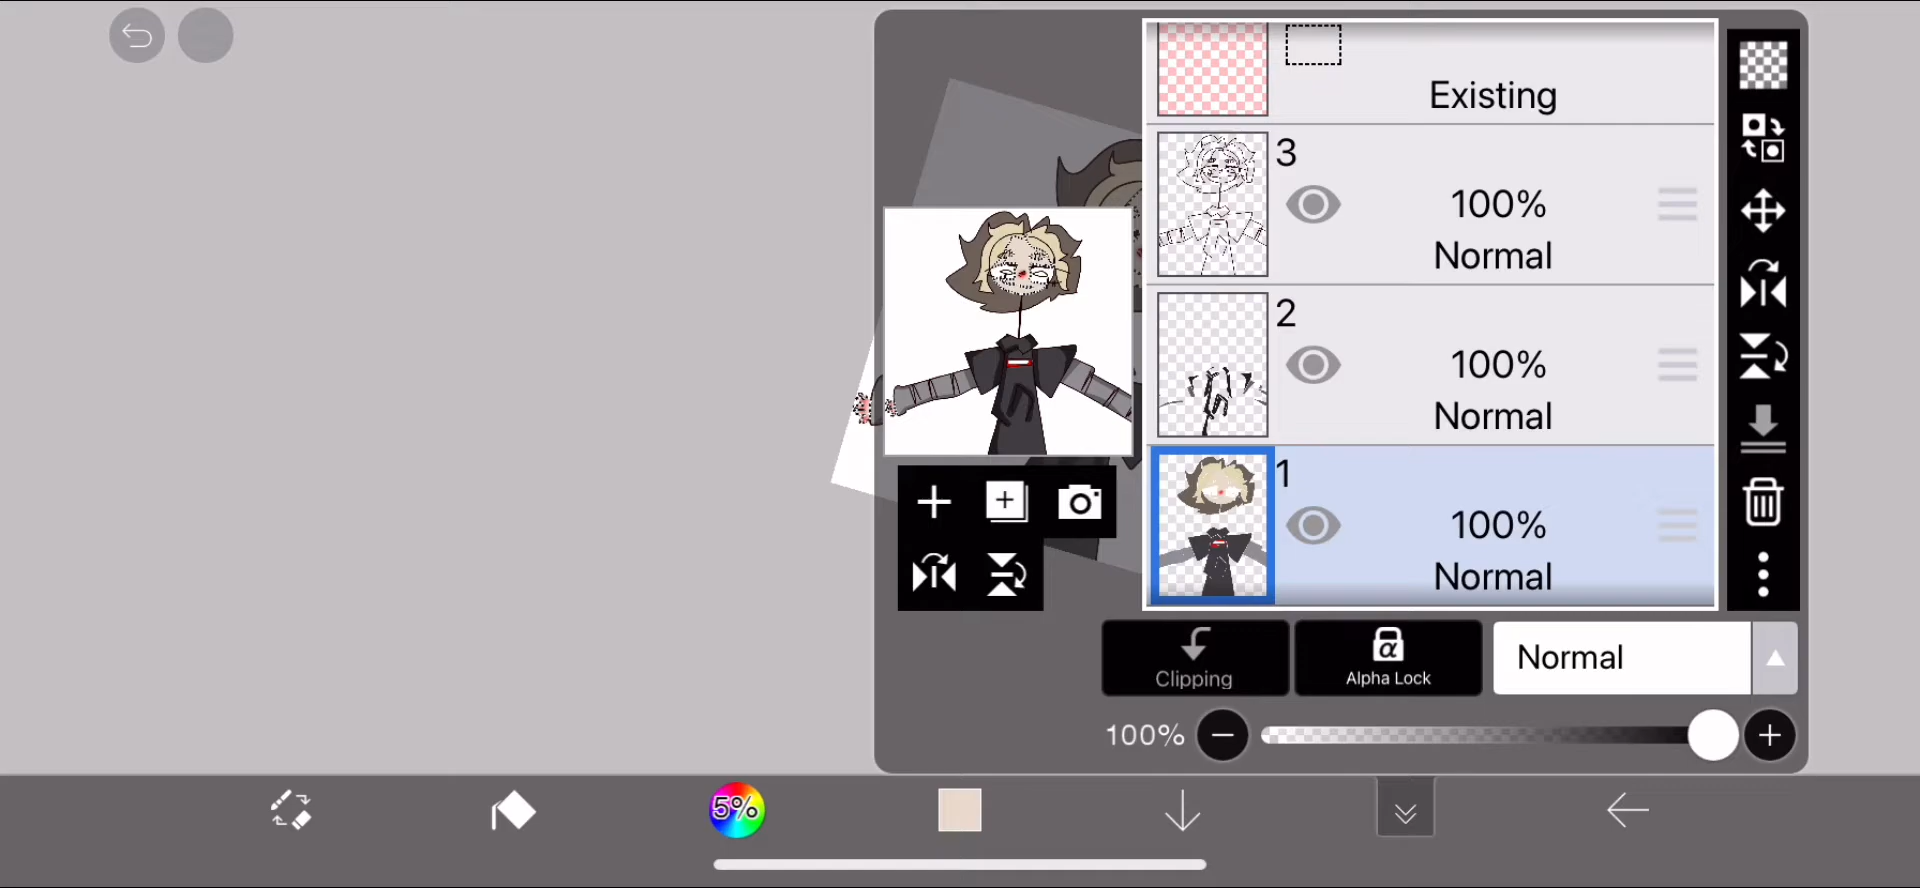 Existing
3
100%
Normal
2
100%
Normal
1
100%
Normal
Clipping
α
Alpha Lock
Normal
100%
5%